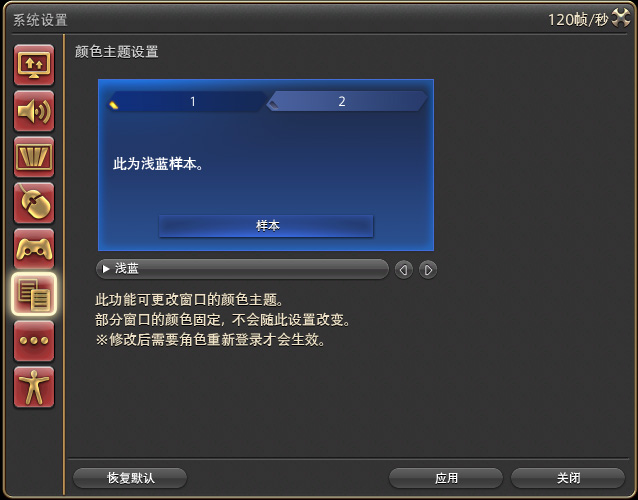 系统设置
120帧/秒
颜色主题设置
1
2
此为浅蓝样本。
样本
浅蓝
此功能可更改窗口的颜色主题。
部分窗口的颜色固定，不会随此设置改变。
※修改后需要角色重新登录才会生效。
恢复默认
应用
关闭